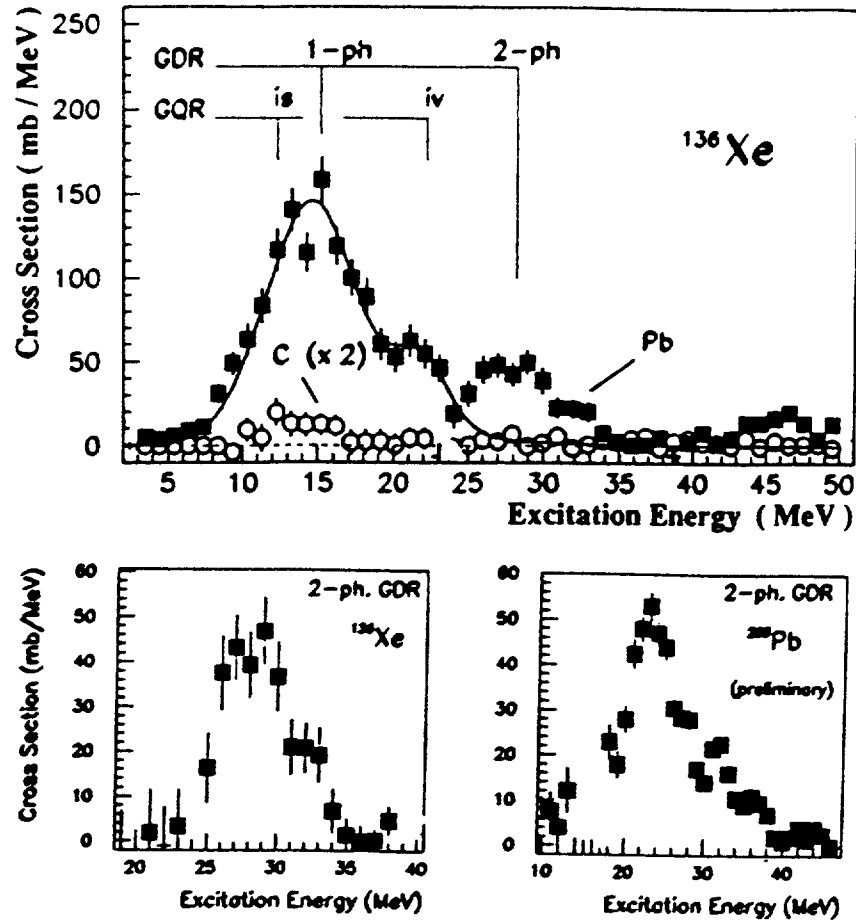 250
200
150
100
50
0
Cross Section ( mb / MeV )
GDR 1-ph 2-ph
GQR is iv
136Xe
C (x 2)
Pb
5 10 15 20 25 30 35 40 45 50
Excitation Energy ( MeV )
60
50
40
30
20
10
0
Cross Section (mb/MeV)
2-ph. GDR
136Xe
20 25 30 35 40
Excitation Energy (MeV)
60
50
40
30
20
10
0
2-ph. GDR
Pb
(preliminary)
10 20 30 40
Excitation Energy (MeV)